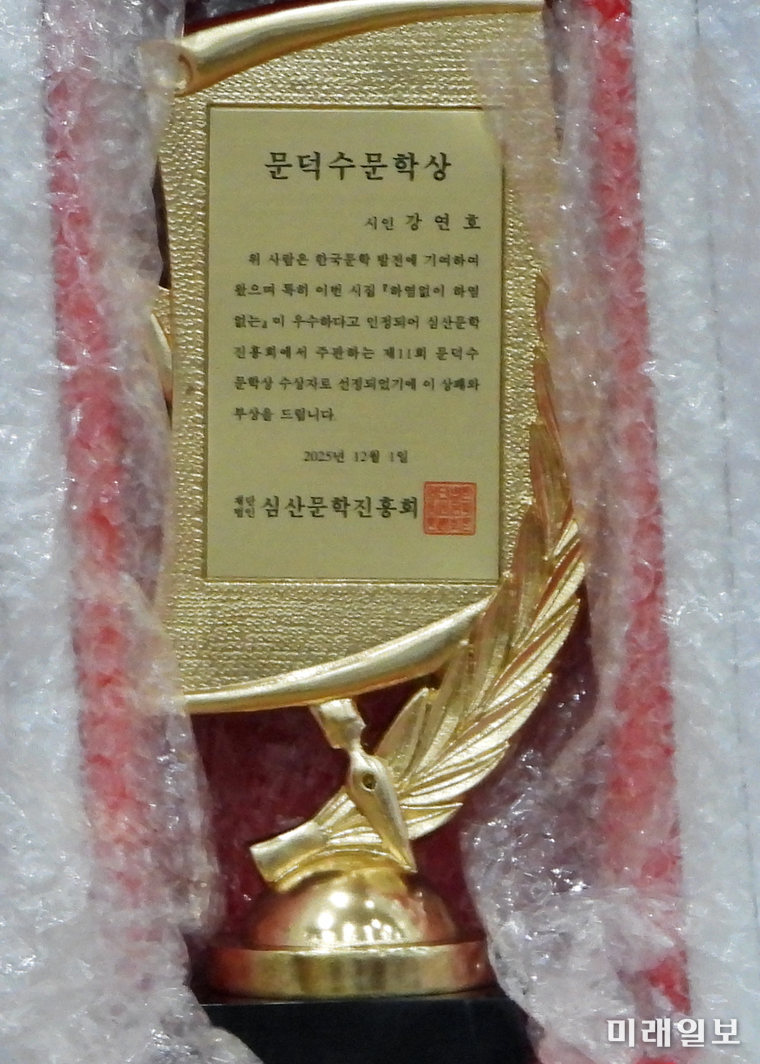 문덕수문학상
시인 강 연 호
위 사람은 한국문학 발전에 기여하여
왔으며 특히 이번 시집 『하염없이 하염
없는』이 우수하다고 인정되어 심산문학
진흥회에서 주관하는 제11회 문덕수
문학상 수상자로 선정되었기에 이 상패와
부상을 드립니다.
2025년 12월 1일
재단
법인 심산문학진흥회
미래일보